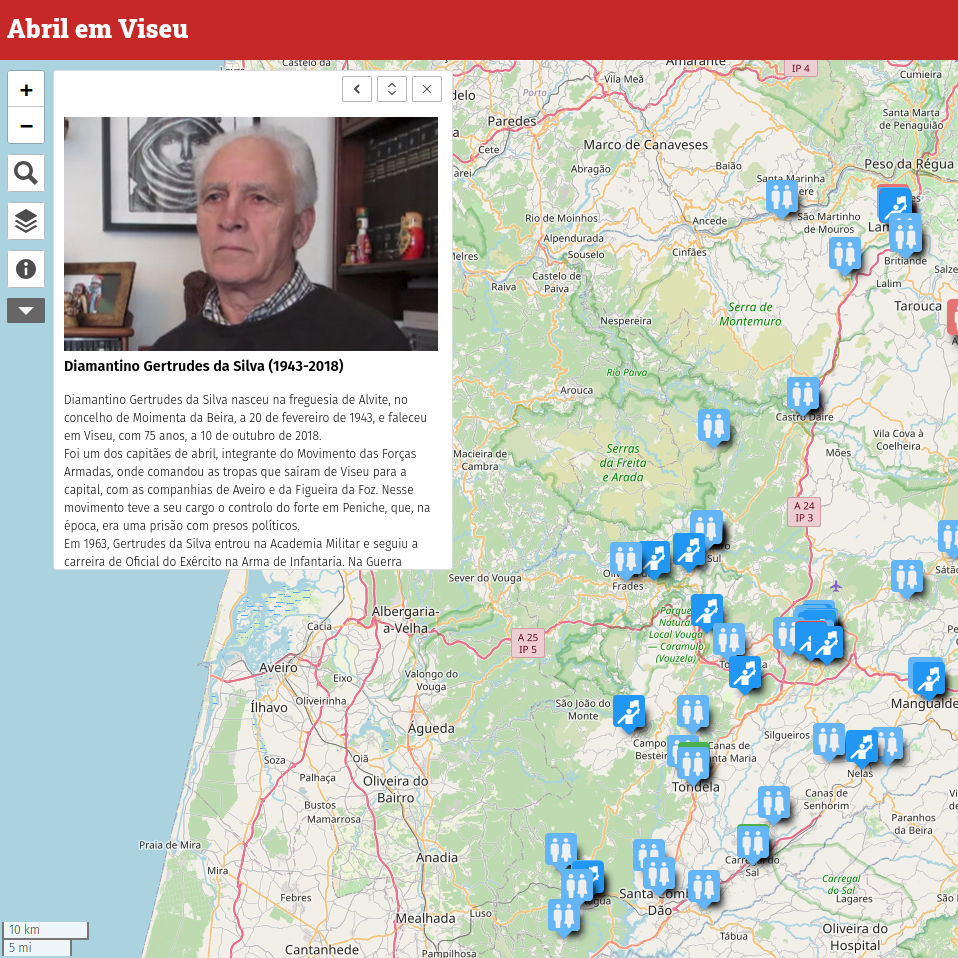 Abril em Viseu
Diamantino Gertrudes da Silva (1943-2018)
Diamantino Gertrudes da Silva nasceu na freguesia de Alvite, no
concelho de Moimenta da Beira, a 20 de fevereiro de 1943, e faleceu
em Viseu, com 75 anos, a 10 de outubro de 2018.
Foi um dos capitães de abril, integrante do Movimento das Forças
Armadas, onde comandou as tropas que saíram de Viseu para a
capital, com as companhias de Aveiro e da Figueira da Foz. Nesse
movimento teve a seu cargo o controlo do forte em Peniche, que, na
época, era uma prisão com presos políticos.
Em 1963, Gertrudes da Silva entrou na Academia Militar e seguiu a
carreira de Oficial do Exército na Arma de Infantaria. Na Guerra
+
−
Castelo da
Amarante
IP 4
Vila Meã
Cumieira
Porto
Paredes
Santa Marta
de Penaguião
Cete
Marco de Canaveses
Abragão
Baião
Peso da Régua
Santa Marinha
Rio de Moinhos
Ancede
São Martinho
de Mouros
Alpendurada
Souselo
Cinfães
Britiande
Castelo de
Paiva
Raiva
Lalim
Tarouca
Serra de
Montemuro
Nespereira
Rio Paiva
Arouca
Castro Daire
Vila Cova à
Coelheira
Serras
da Freita
e Arada
Macieira de
Cambra
Mões
A 24
IP 3
Sul
Frades
Sever do Vouga
Albergaria-
a-Velha
Parque
Natural
Local Vouga
— Caramulo
(Vouzela)
Cacia
A 25
IP 5
Aveiro
Eixo
Valongo do
Vouga
Oliveirinha
Ílhavo
São João do
Monte
Mangualde
Águeda
Silgueiros
Campo
Canas de
Santa Maria
Soza
Oiã
Nelas
Palhaça
Oliveira do
Bairro
Tondela
Canas de
Senhorim
Bustos
Mamarrosa
Paranhos
da Beira
Praia de Mira
Anadia
Carregal do
Sal
Mira
Carregal
do Sal
Lagares
Febres
Santa Comba
Dão
Mealhada
Luso
Tábua
Oliveira do
Hospital
Cantanhede
Pampilhosa
10 km
5 mi